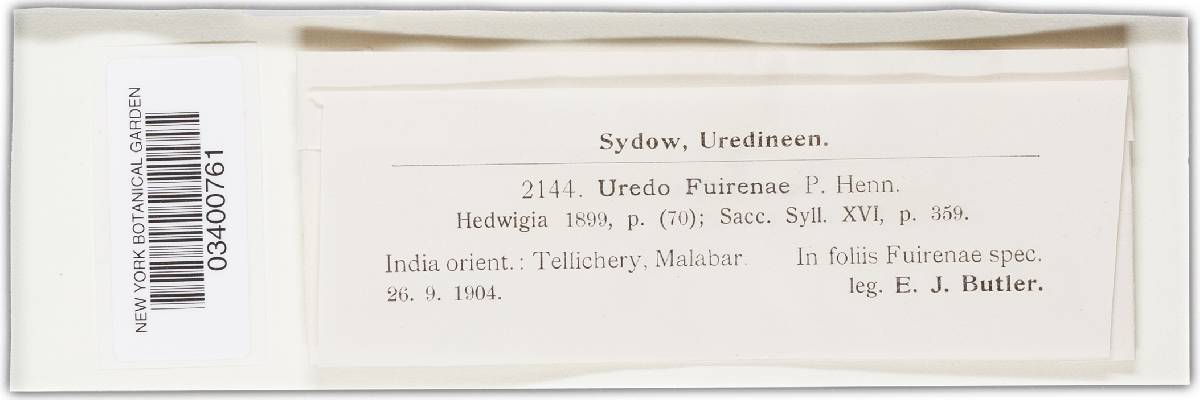 NEW YORK BOTANICAL GARDEN
03400761
Sydow, Uredineen.
2144. Uredo Fuirenae P. Henn.
Hedwigia 1899, p. (70); Sacc. Syll. XVI, p. 359.
India orient.: Tellichery, Malabar. In foliis Fuirenae spec.
26. 9. 1904. leg. E. J. Butler.